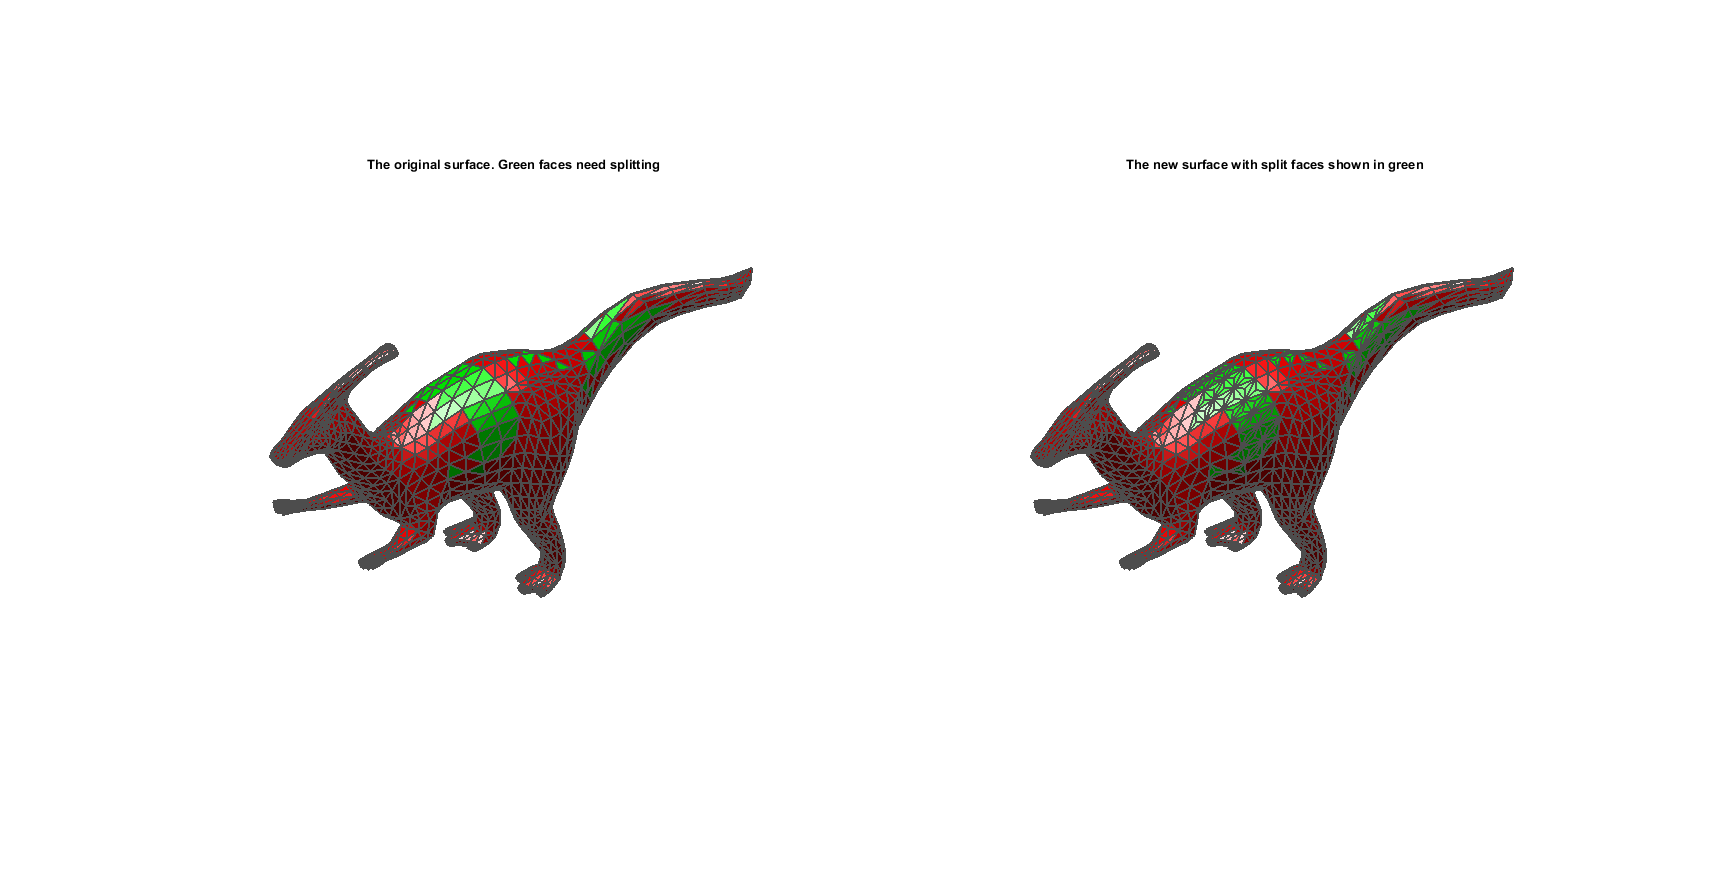 The original surface. Green faces need splitting
The new surface with split faces shown in green